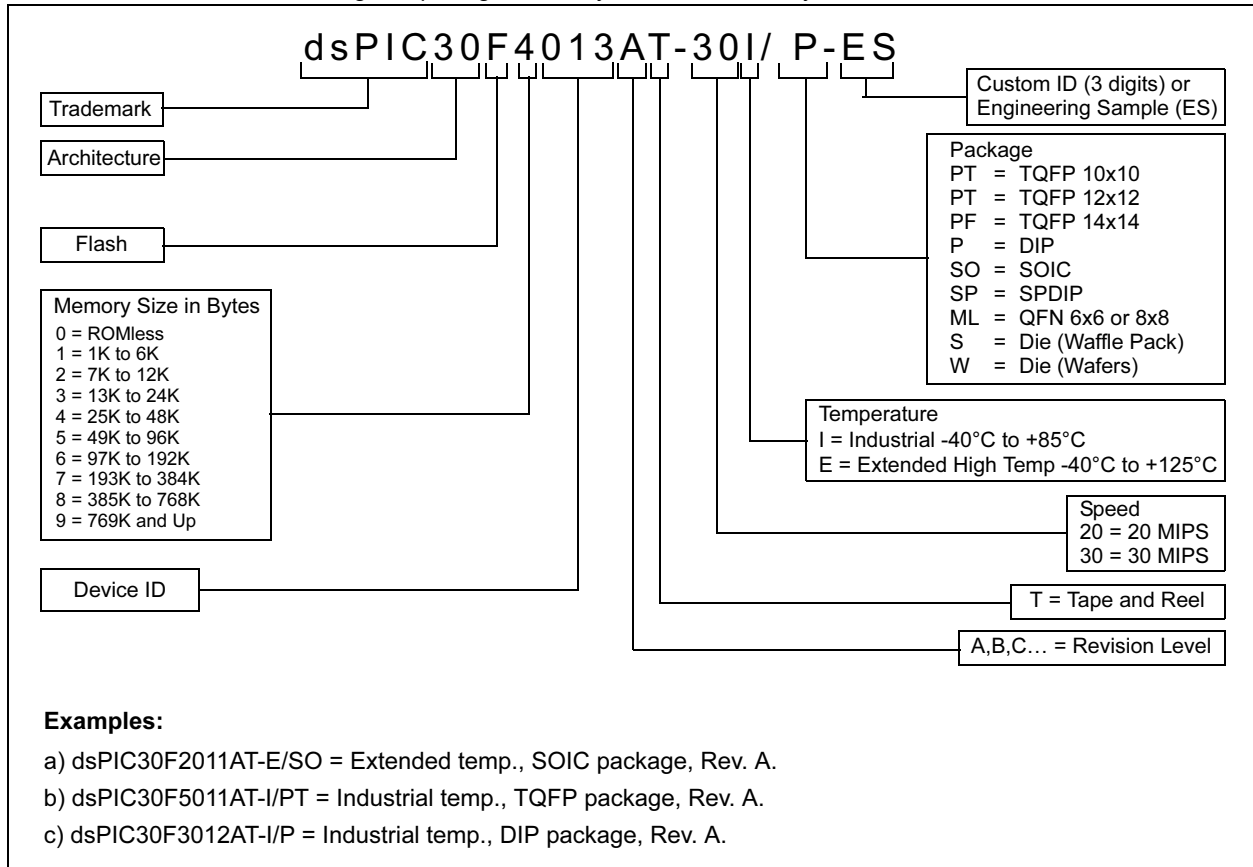 dsPIC30F4013AT-30I/ P-ES
Trademark
Architecture
Flash
Memory Size in Bytes
0 = ROMless
1 = 1K to 6K
2 = 7K to 12K
3 = 13K to 24K
4 = 25K to 48K
5 = 49K to 96K
6 = 97K to 192K
7 = 193K to 384K
8 = 385K to 768K
9 = 769K and Up
Device ID
Custom ID (3 digits) or
Engineering Sample (ES)
Package
PT = TQFP 10x10
PT = TQFP 12x12
PF = TQFP 14x14
P = DIP
SO = SOIC
SP = SPDIP
ML = QFN 6x6 or 8x8
S = Die (Waffle Pack)
W = Die (Wafers)
Temperature
I = Industrial -40°C to +85°C
E = Extended High Temp -40°C to +125°C
Speed
20 = 20 MIPS
30 = 30 MIPS
T = Tape and Reel
A,B,C… = Revision Level
Examples:
a) dsPIC30F2011AT-E/SO = Extended temp., SOIC package, Rev. A.
b) dsPIC30F5011AT-I/PT = Industrial temp., TQFP package, Rev. A.
c) dsPIC30F3012AT-I/P = Industrial temp., DIP package, Rev. A.